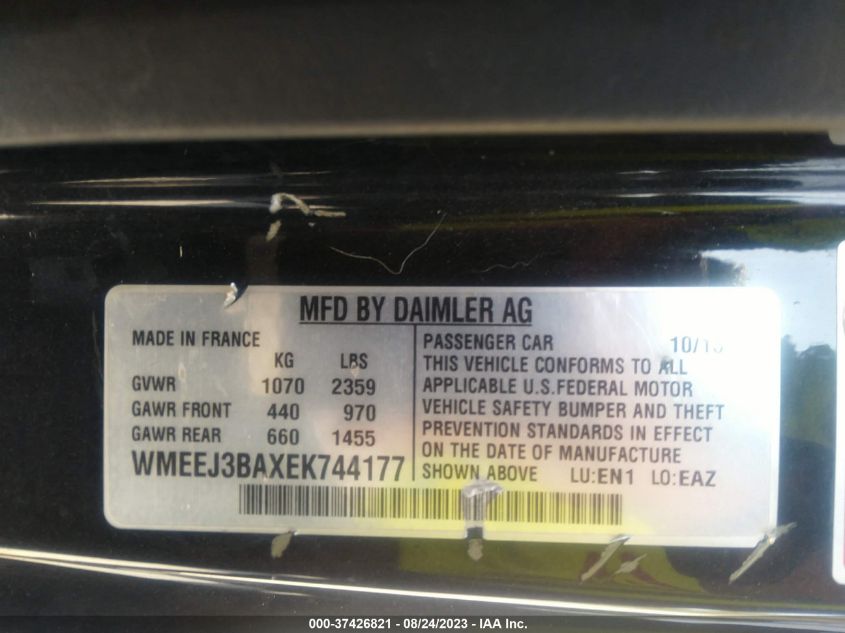 MFD BY DAIMLER AG
MADE IN FRANCE
KG LBS
GVWR 1070 2359
GAWR FRONT 440 970
GAWR REAR 660 1455
WMEEJ3BAXEK744177
PASSENGER CAR
THIS VEHICLE CONFORMS TO ALL
APPLICABLE U.S.FEDERAL MOTOR
VEHICLE SAFETY BUMPER AND THEFT
PREVENTION STANDARDS IN EFFECT
ON THE DATE OF MANUFACTURE
SHOWN ABOVE LU:EN1 LO:EAZ
000-37426821 - 08/24/2023 - IAA Inc.